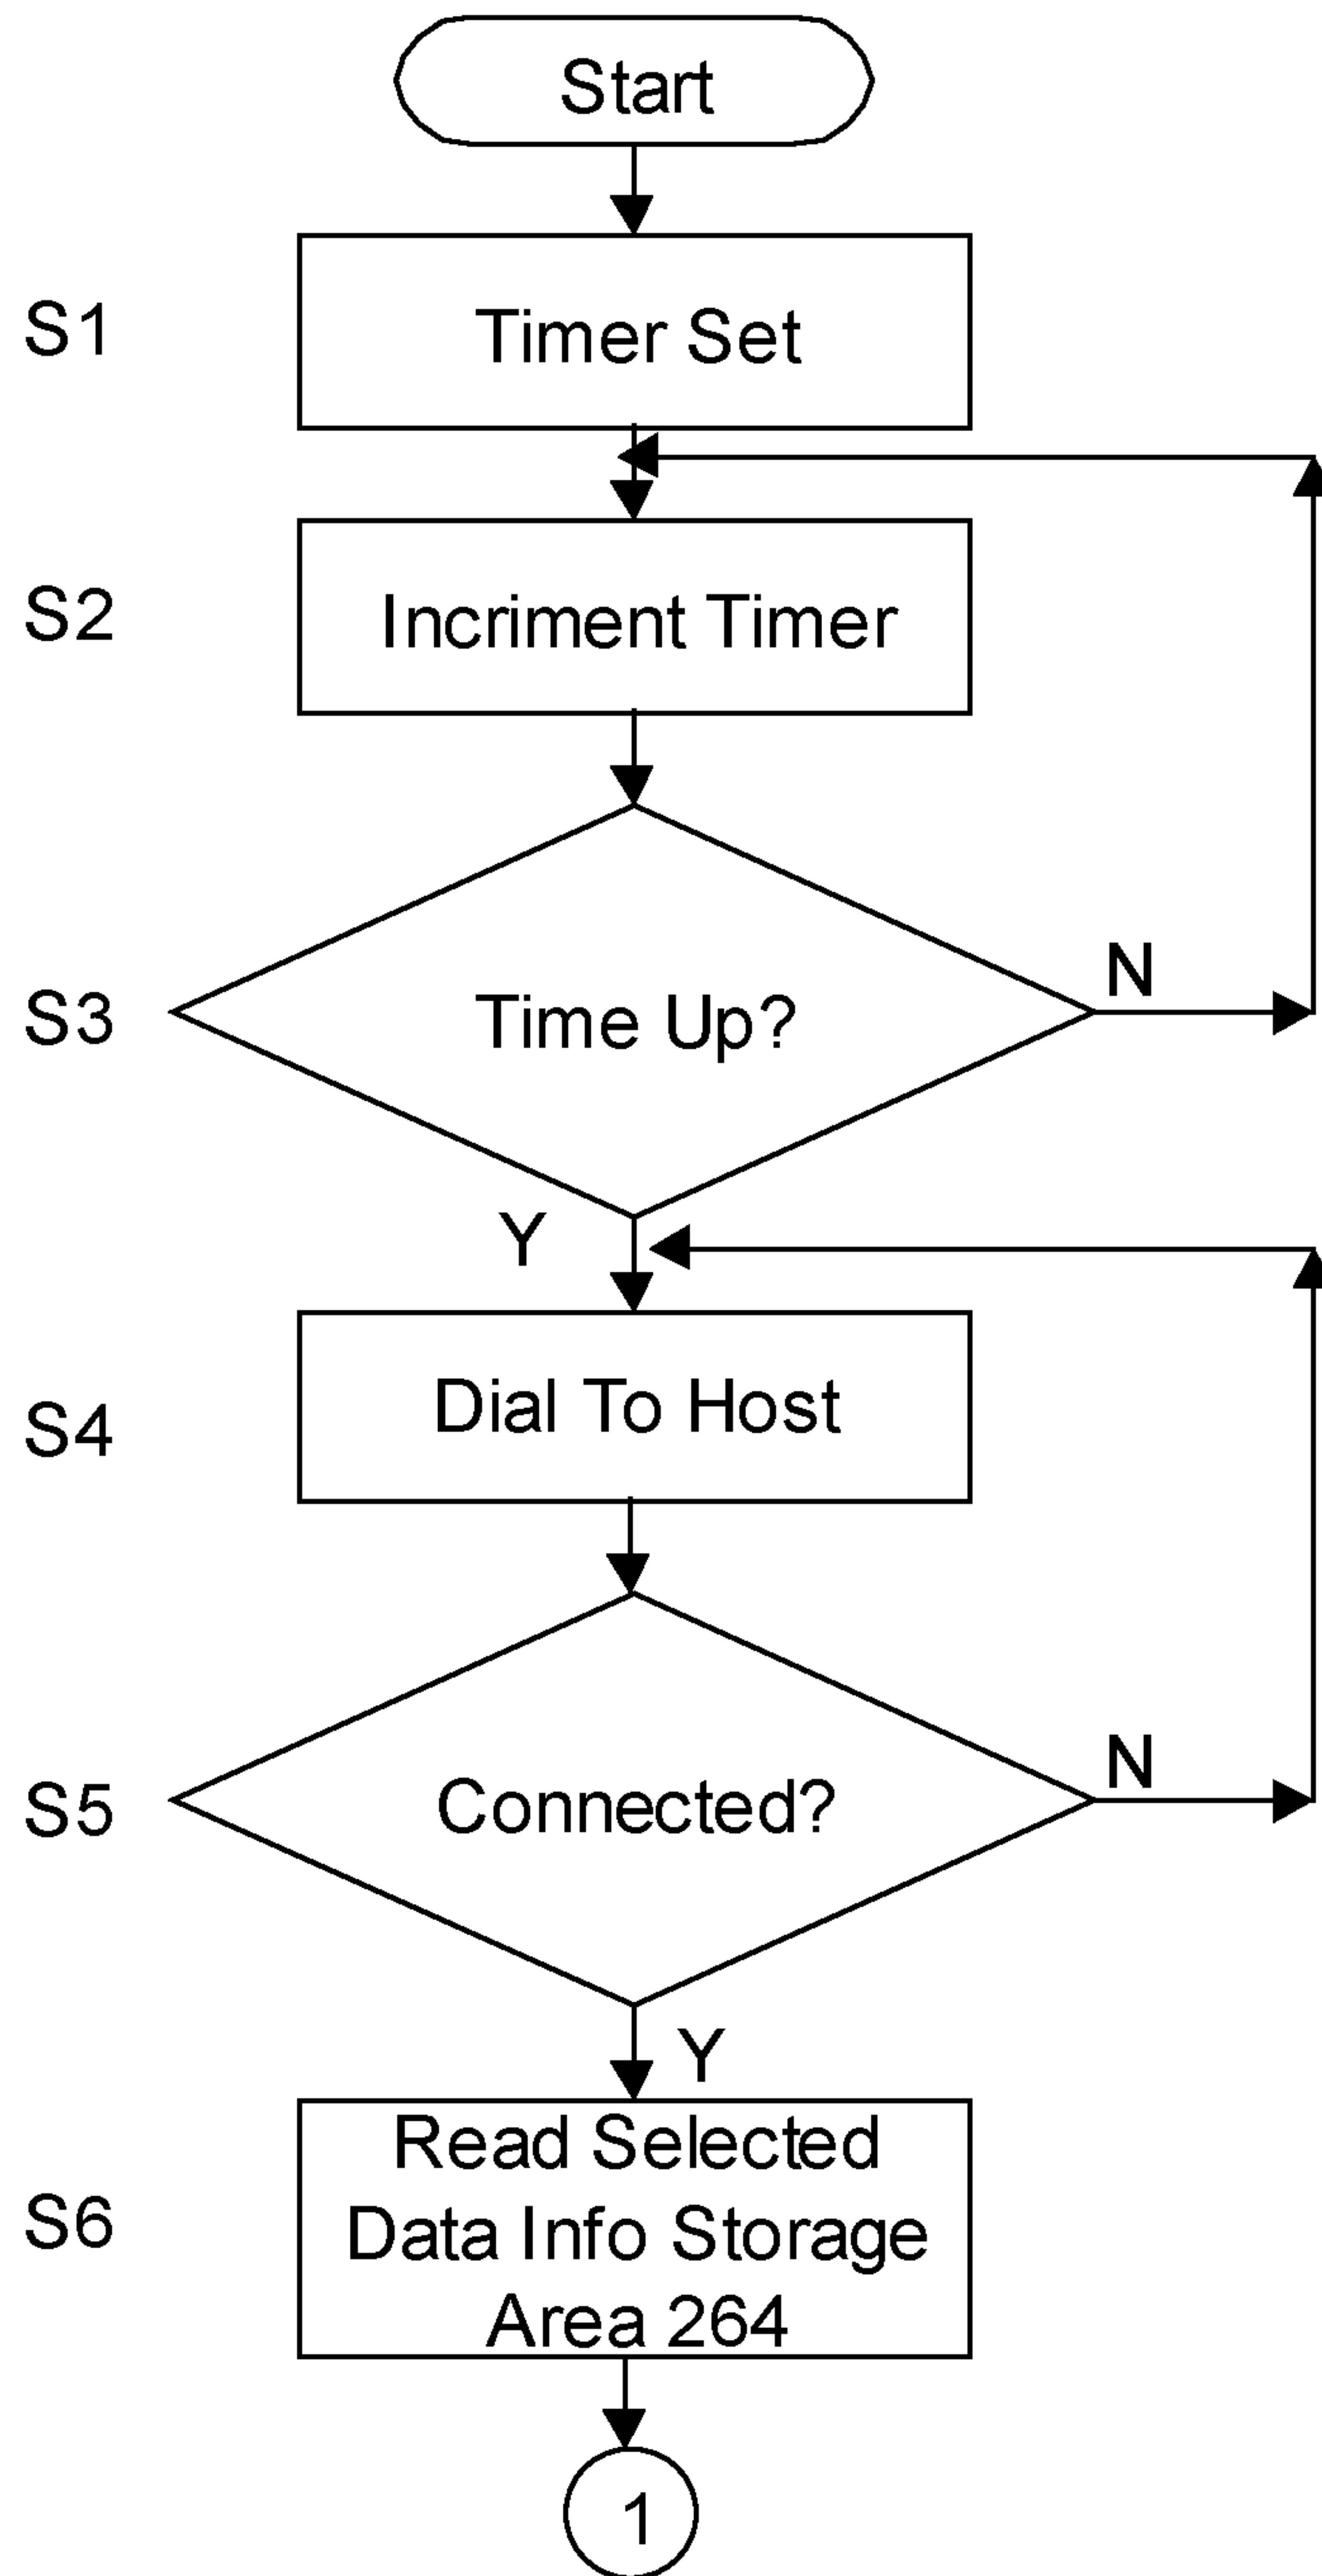 Start
S1
Timer Set
S2
Incriment Timer
S3
Time Up?
N
Y
S4
Dial To Host
S5
Connected?
N
Y
S6
Read Selected
Data Info Storage
Area 264
1